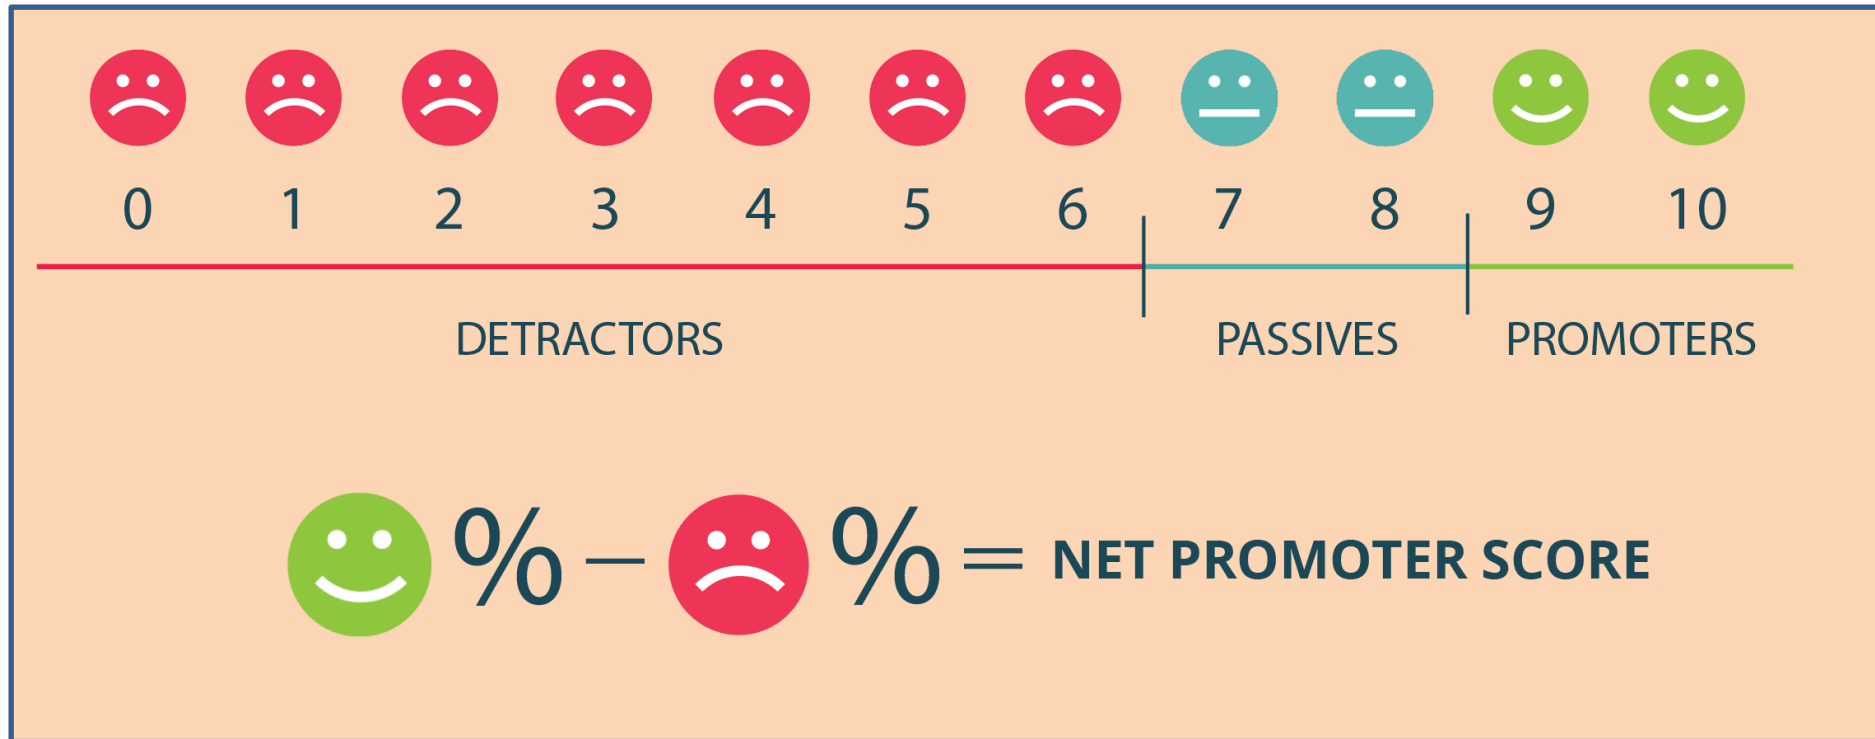 0 1 2 3 4 5 6 7 8 9 10
DETRACTORS PASSIVES PROMOTERS
% – % = NET PROMOTER SCORE